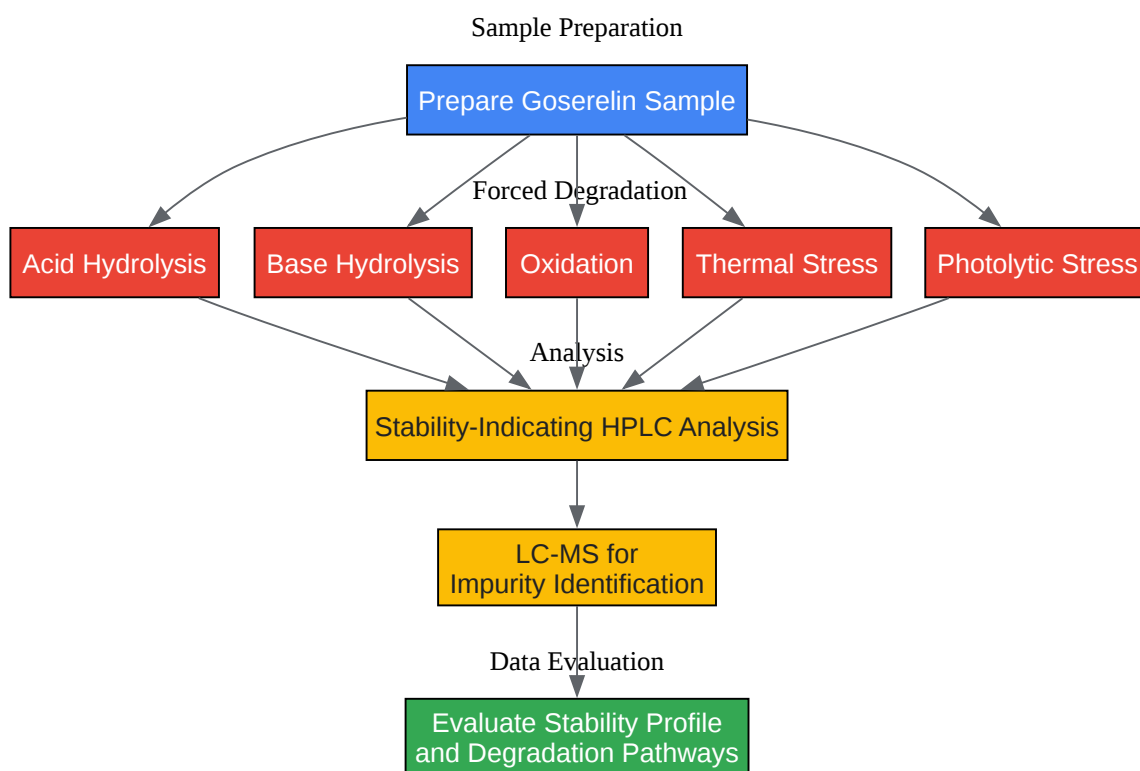 Sample Preparation
Prepare Goserelin Sample
Forced Degradation
Acid Hydrolysis
Base Hydrolysis
Oxidation
Thermal Stress
Photolytic Stress
Analysis
Stability-Indicating HPLC Analysis
LC-MS for
Impurity Identification
Data Evaluation
Evaluate Stability Profile
and Degradation Pathways